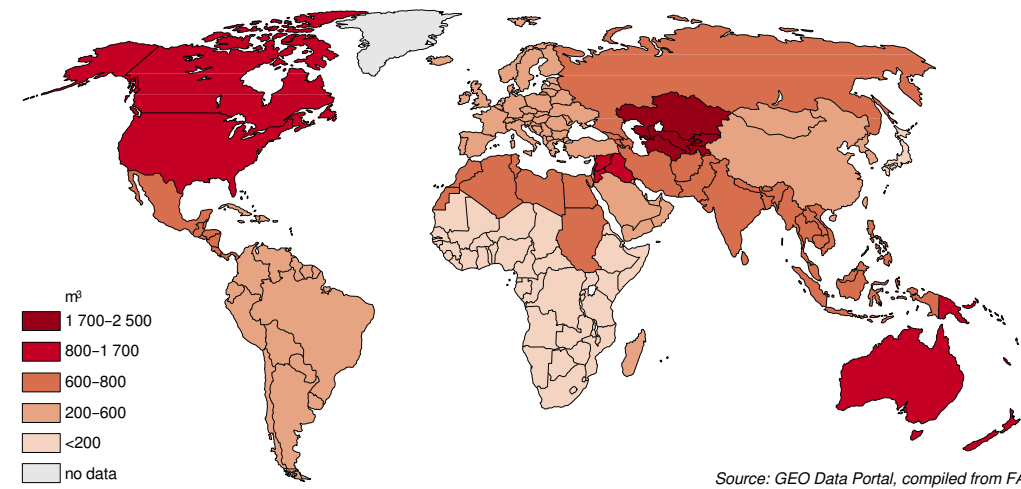 m³
1 700–2 500
800–1 700
600–800
200–600
<200
no data
Source: GEO Data Portal, compiled from FA